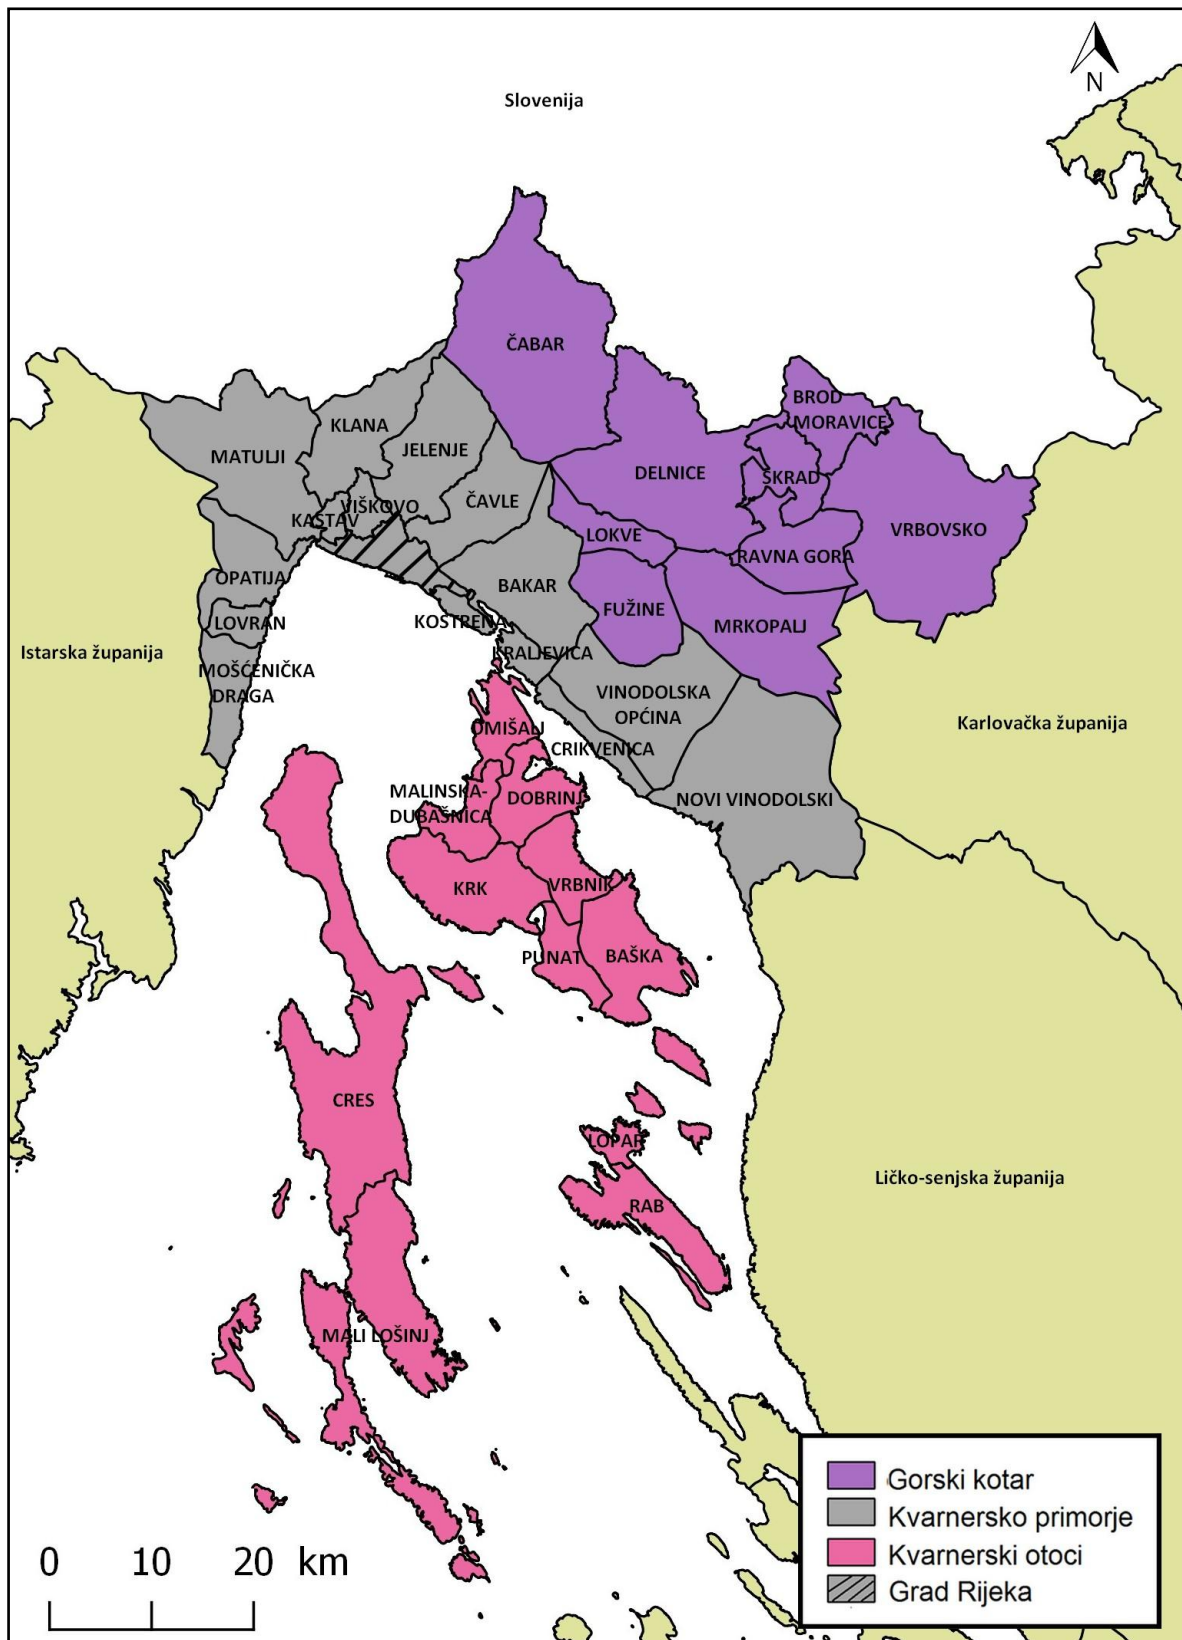 N
Slovenija
ČABAR
BROD
MORAVICE
KLANA
JELENJE
MATULJI
DELNICE
ŠKRAD
ČAVLE
VIŠKOVO
KASTAV
VRBOVSKO
LOKVE
RAVNA GORA
OPATIJA
BAKAR
FUŽINE
LOVRAN
KOSTRENA
MRKOPALJ
Istarska županija
KRALJEVICA
MOŠĆENIČKA
DRAGA
VINODOLSKA
OPĆINA
Karlovačka županija
OMIŠALJ
CRIKVENICA
MALINSKA-
DUBAŠNICA
DOBRINJ
NOVI VINODOLSKI
KRK
VRBNIK
PUNAT
BAŠKA
CRES
LOPAR
Ličko-senjska županija
RAB
MALI LOŠINJ
Gorski kotar
Kvarnersko primorje
Kvarnerski otoci
Grad Rijeka
0 10 20 km